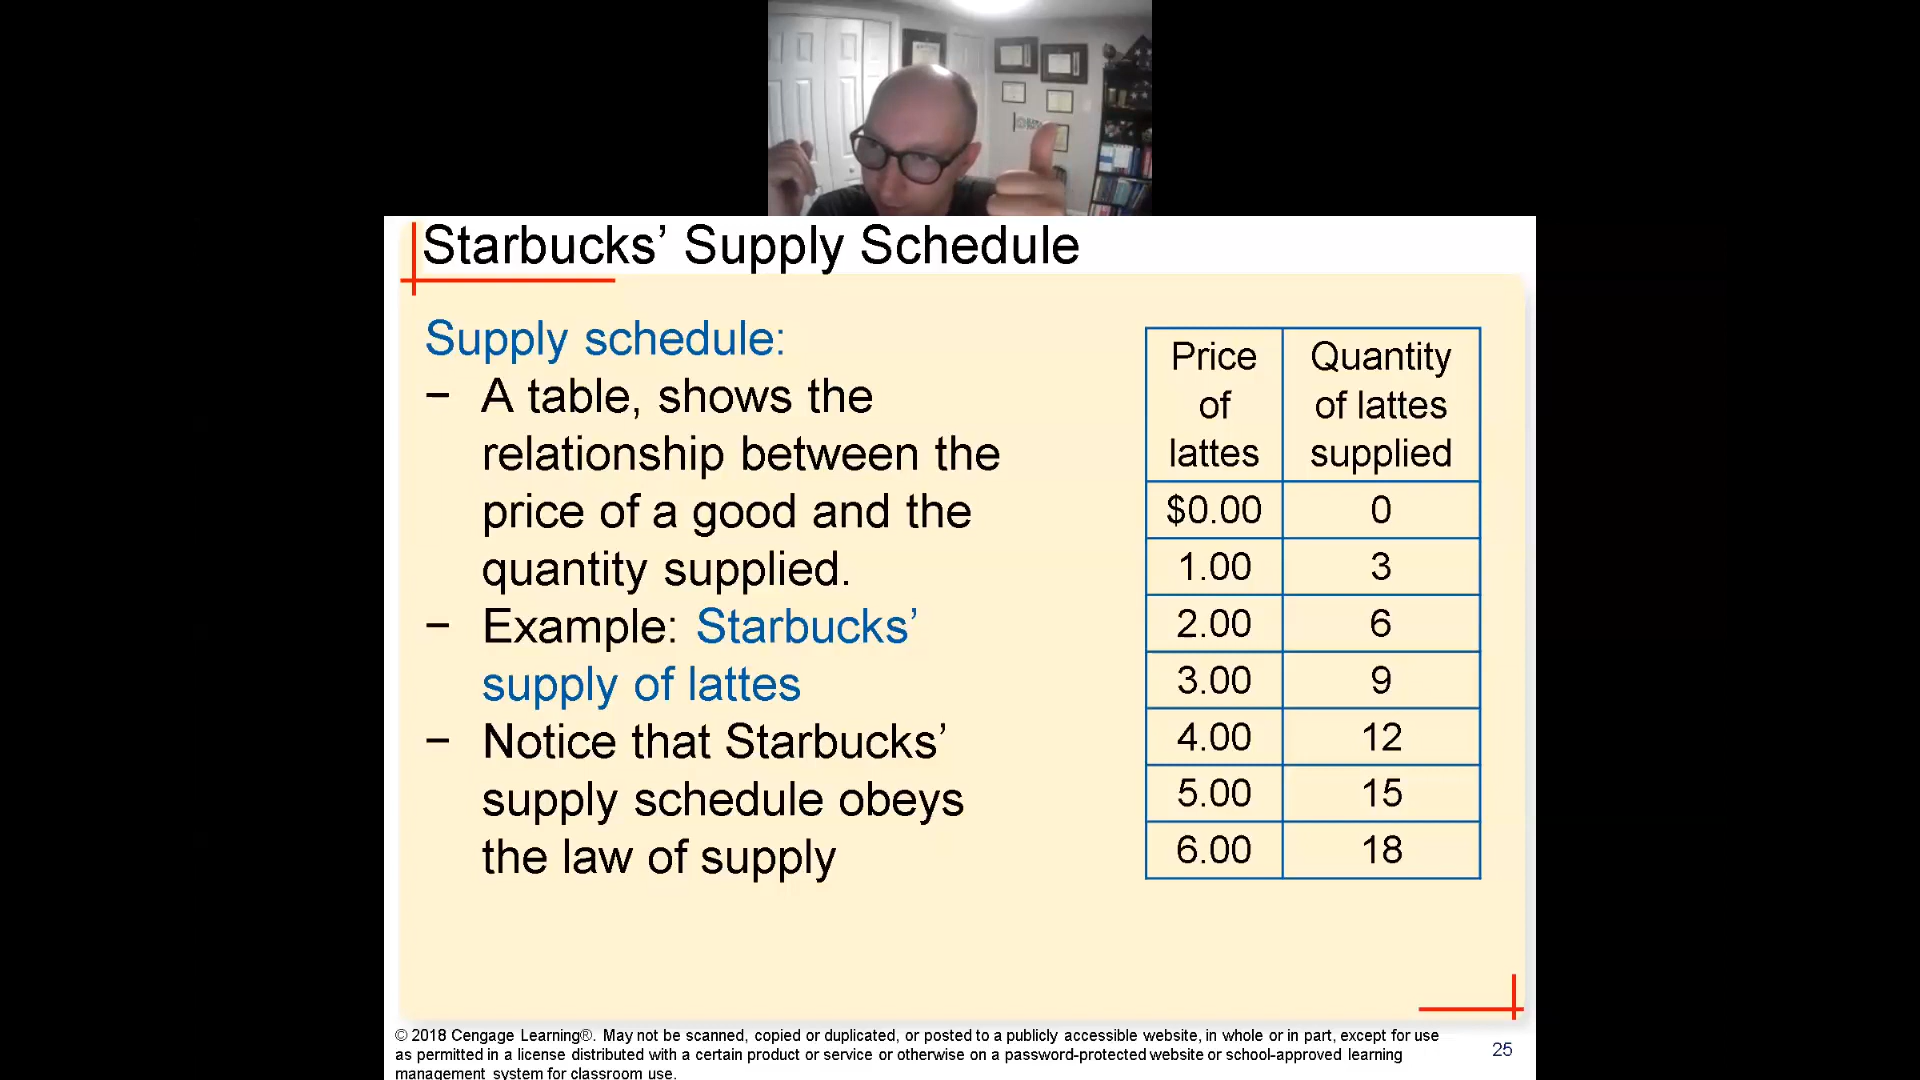 Starbucks’ Supply Schedule
Supply schedule:
− A table, shows the
relationship between the
price of a good and the
quantity supplied.
− Example: Starbucks’
supply of lattes
− Notice that Starbucks’
supply schedule obeys
the law of supply
Price of lattes Quantity of lattes supplied
$0.00 0
1.00 3
2.00 6
3.00 9
4.00 12
5.00 15
6.00 18
© 2018 Cengage Learning®. May not be scanned, copied or duplicated, or posted to a publicly accessible website, in whole or in part, except for use
as permitted in a license distributed with a certain product or service or otherwise on a password-protected website or school-approved learning
management system for classroom use.
25